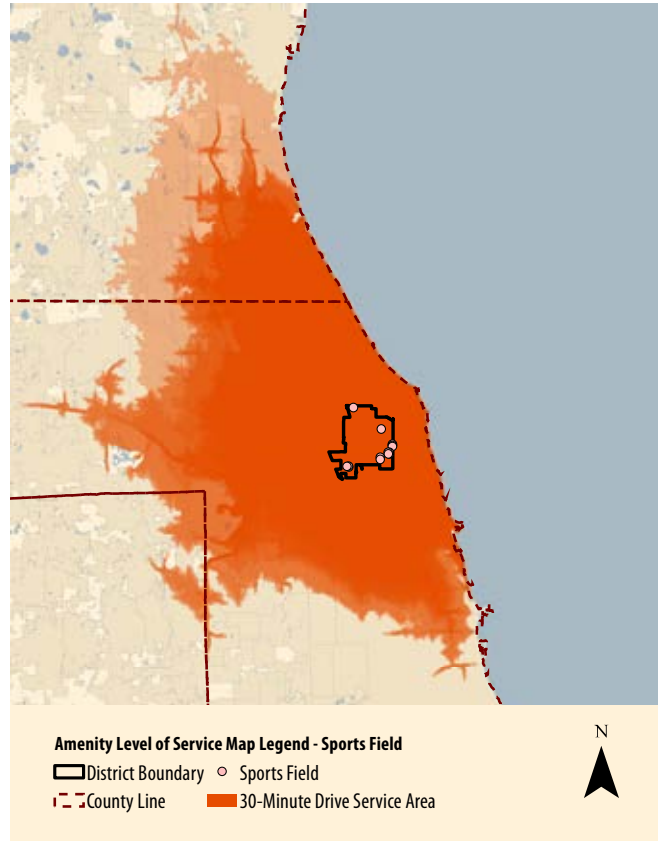 Amenity Level of Service Map Legend - Sports Field
N
District Boundary Sports Field
County Line 30-Minute Drive Service Area